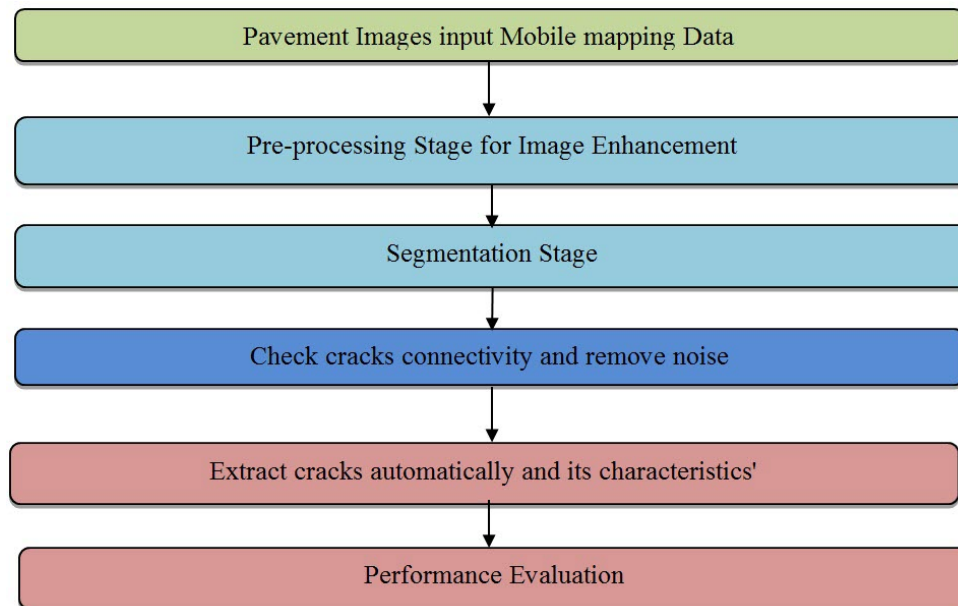 Pavement Images input Mobile mapping Data
Pre-processing Stage for Image Enhancement
Segmentation Stage
Check cracks connectivity and remove noise
Extract cracks automatically and its characteristics'
Performance Evaluation